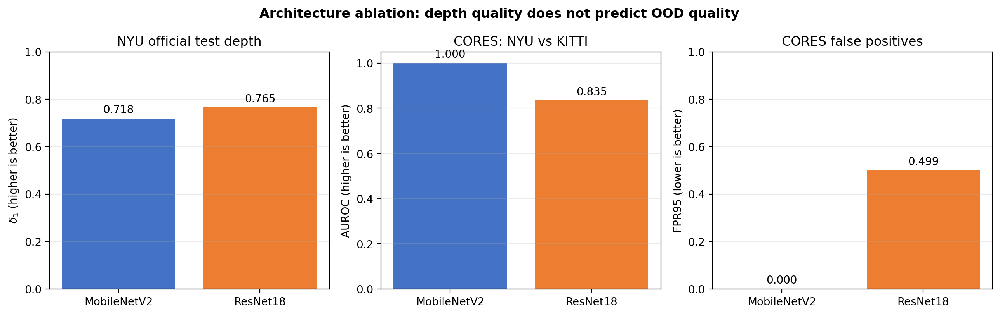 Architecture ablation: depth quality does not predict OOD quality
NYU official test depth
δ₁ (higher is better)
1.0
0.8
0.6
0.4
0.2
0.0
0.718
0.765
MobileNetV2
ResNet18
CORES: NYU vs KITTI
AUROC (higher is better)
1.0
0.8
0.6
0.4
0.2
0.0
1.000
0.835
MobileNetV2
ResNet18
CORES false positives
FPR95 (lower is better)
1.0
0.8
0.6
0.4
0.2
0.0
0.000
0.499
MobileNetV2
ResNet18